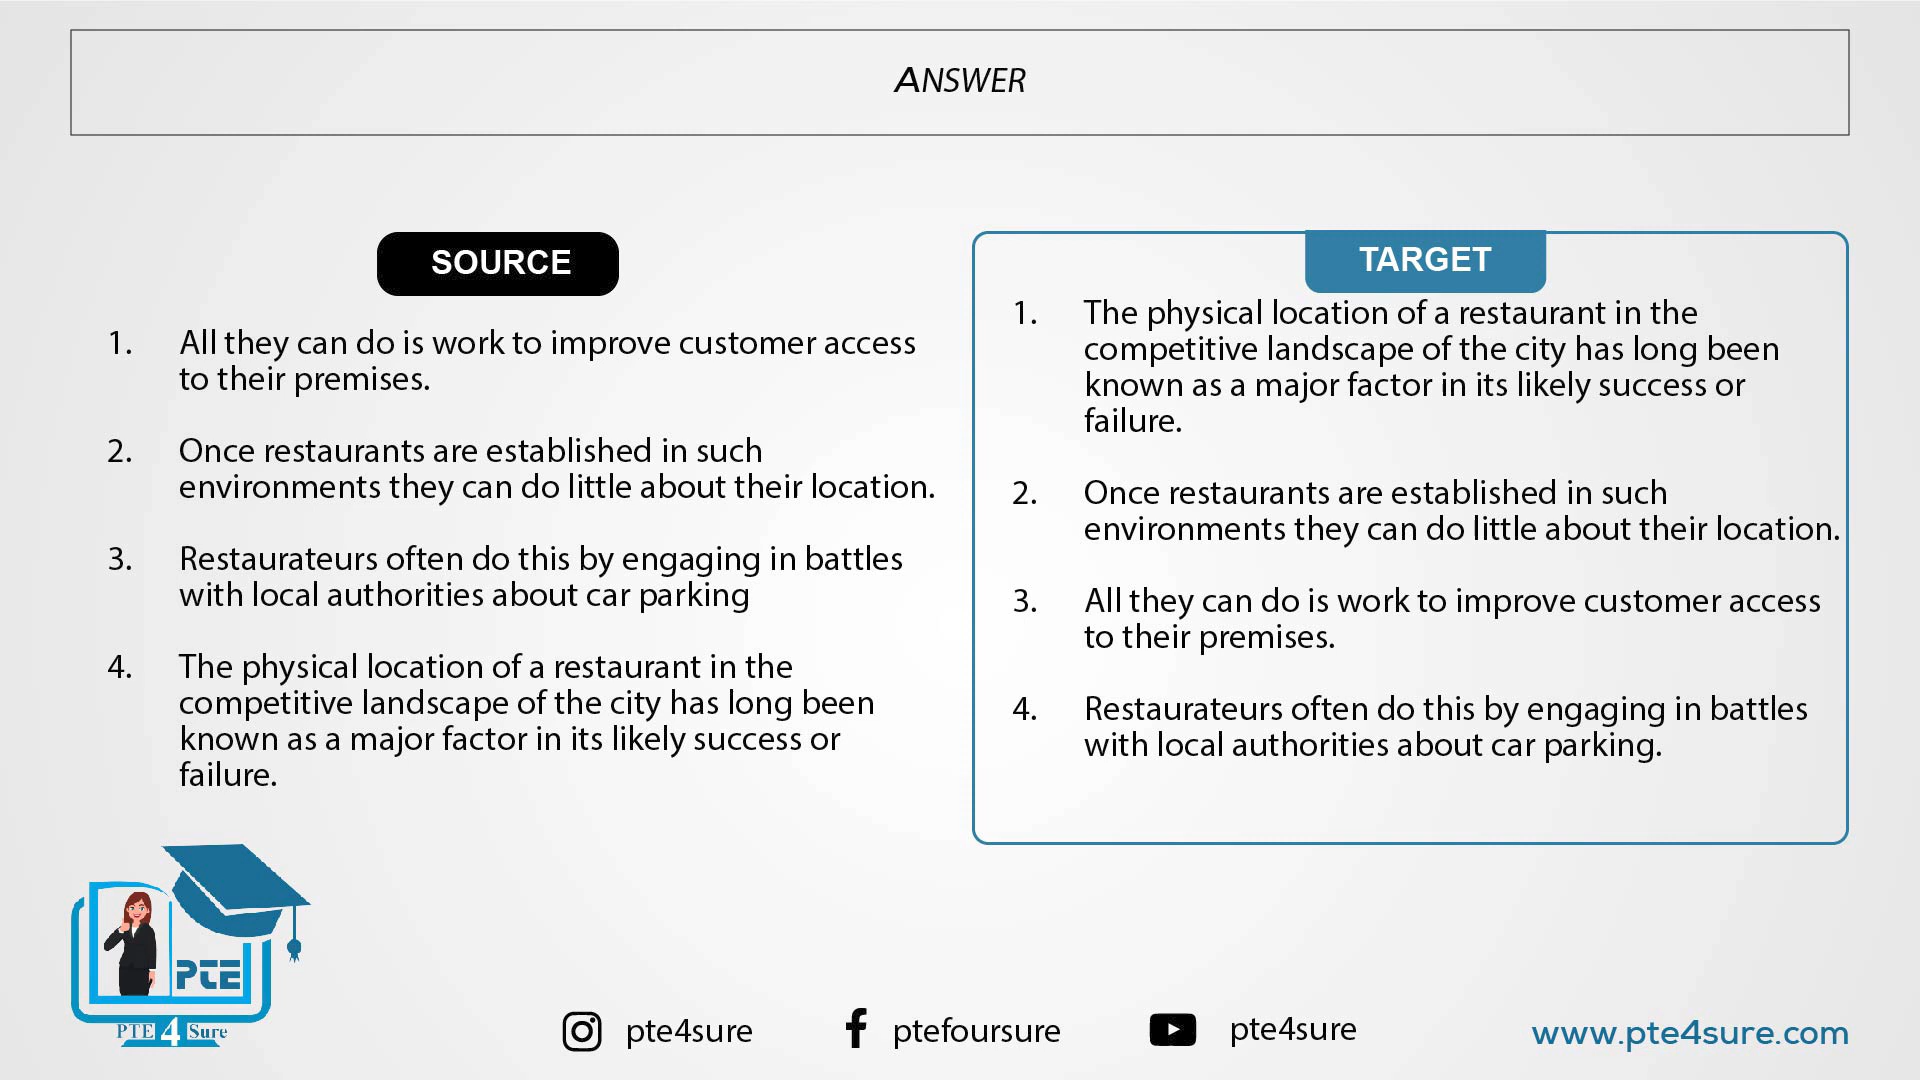 ANSWER
SOURCE
1. All they can do is work to improve customer access
to their premises.
2. Once restaurants are established in such
environments they can do little about their location.
3. Restaurateurs often do this by engaging in battles
with local authorities about car parking
4. The physical location of a restaurant in the
competitive landscape of the city has long been
known as a major factor in its likely success or
failure.
TARGET
1. The physical location of a restaurant in the
competitive landscape of the city has long been
known as a major factor in its likely success or
failure.
2. Once restaurants are established in such
environments they can do little about their location.
3. All they can do is work to improve customer access
to their premises.
4. Restaurateurs often do this by engaging in battles
with local authorities about car parking.
PTE
PTE 4 Sure
pte4sure
ptefoursure
pte4sure
www.pte4sure.com